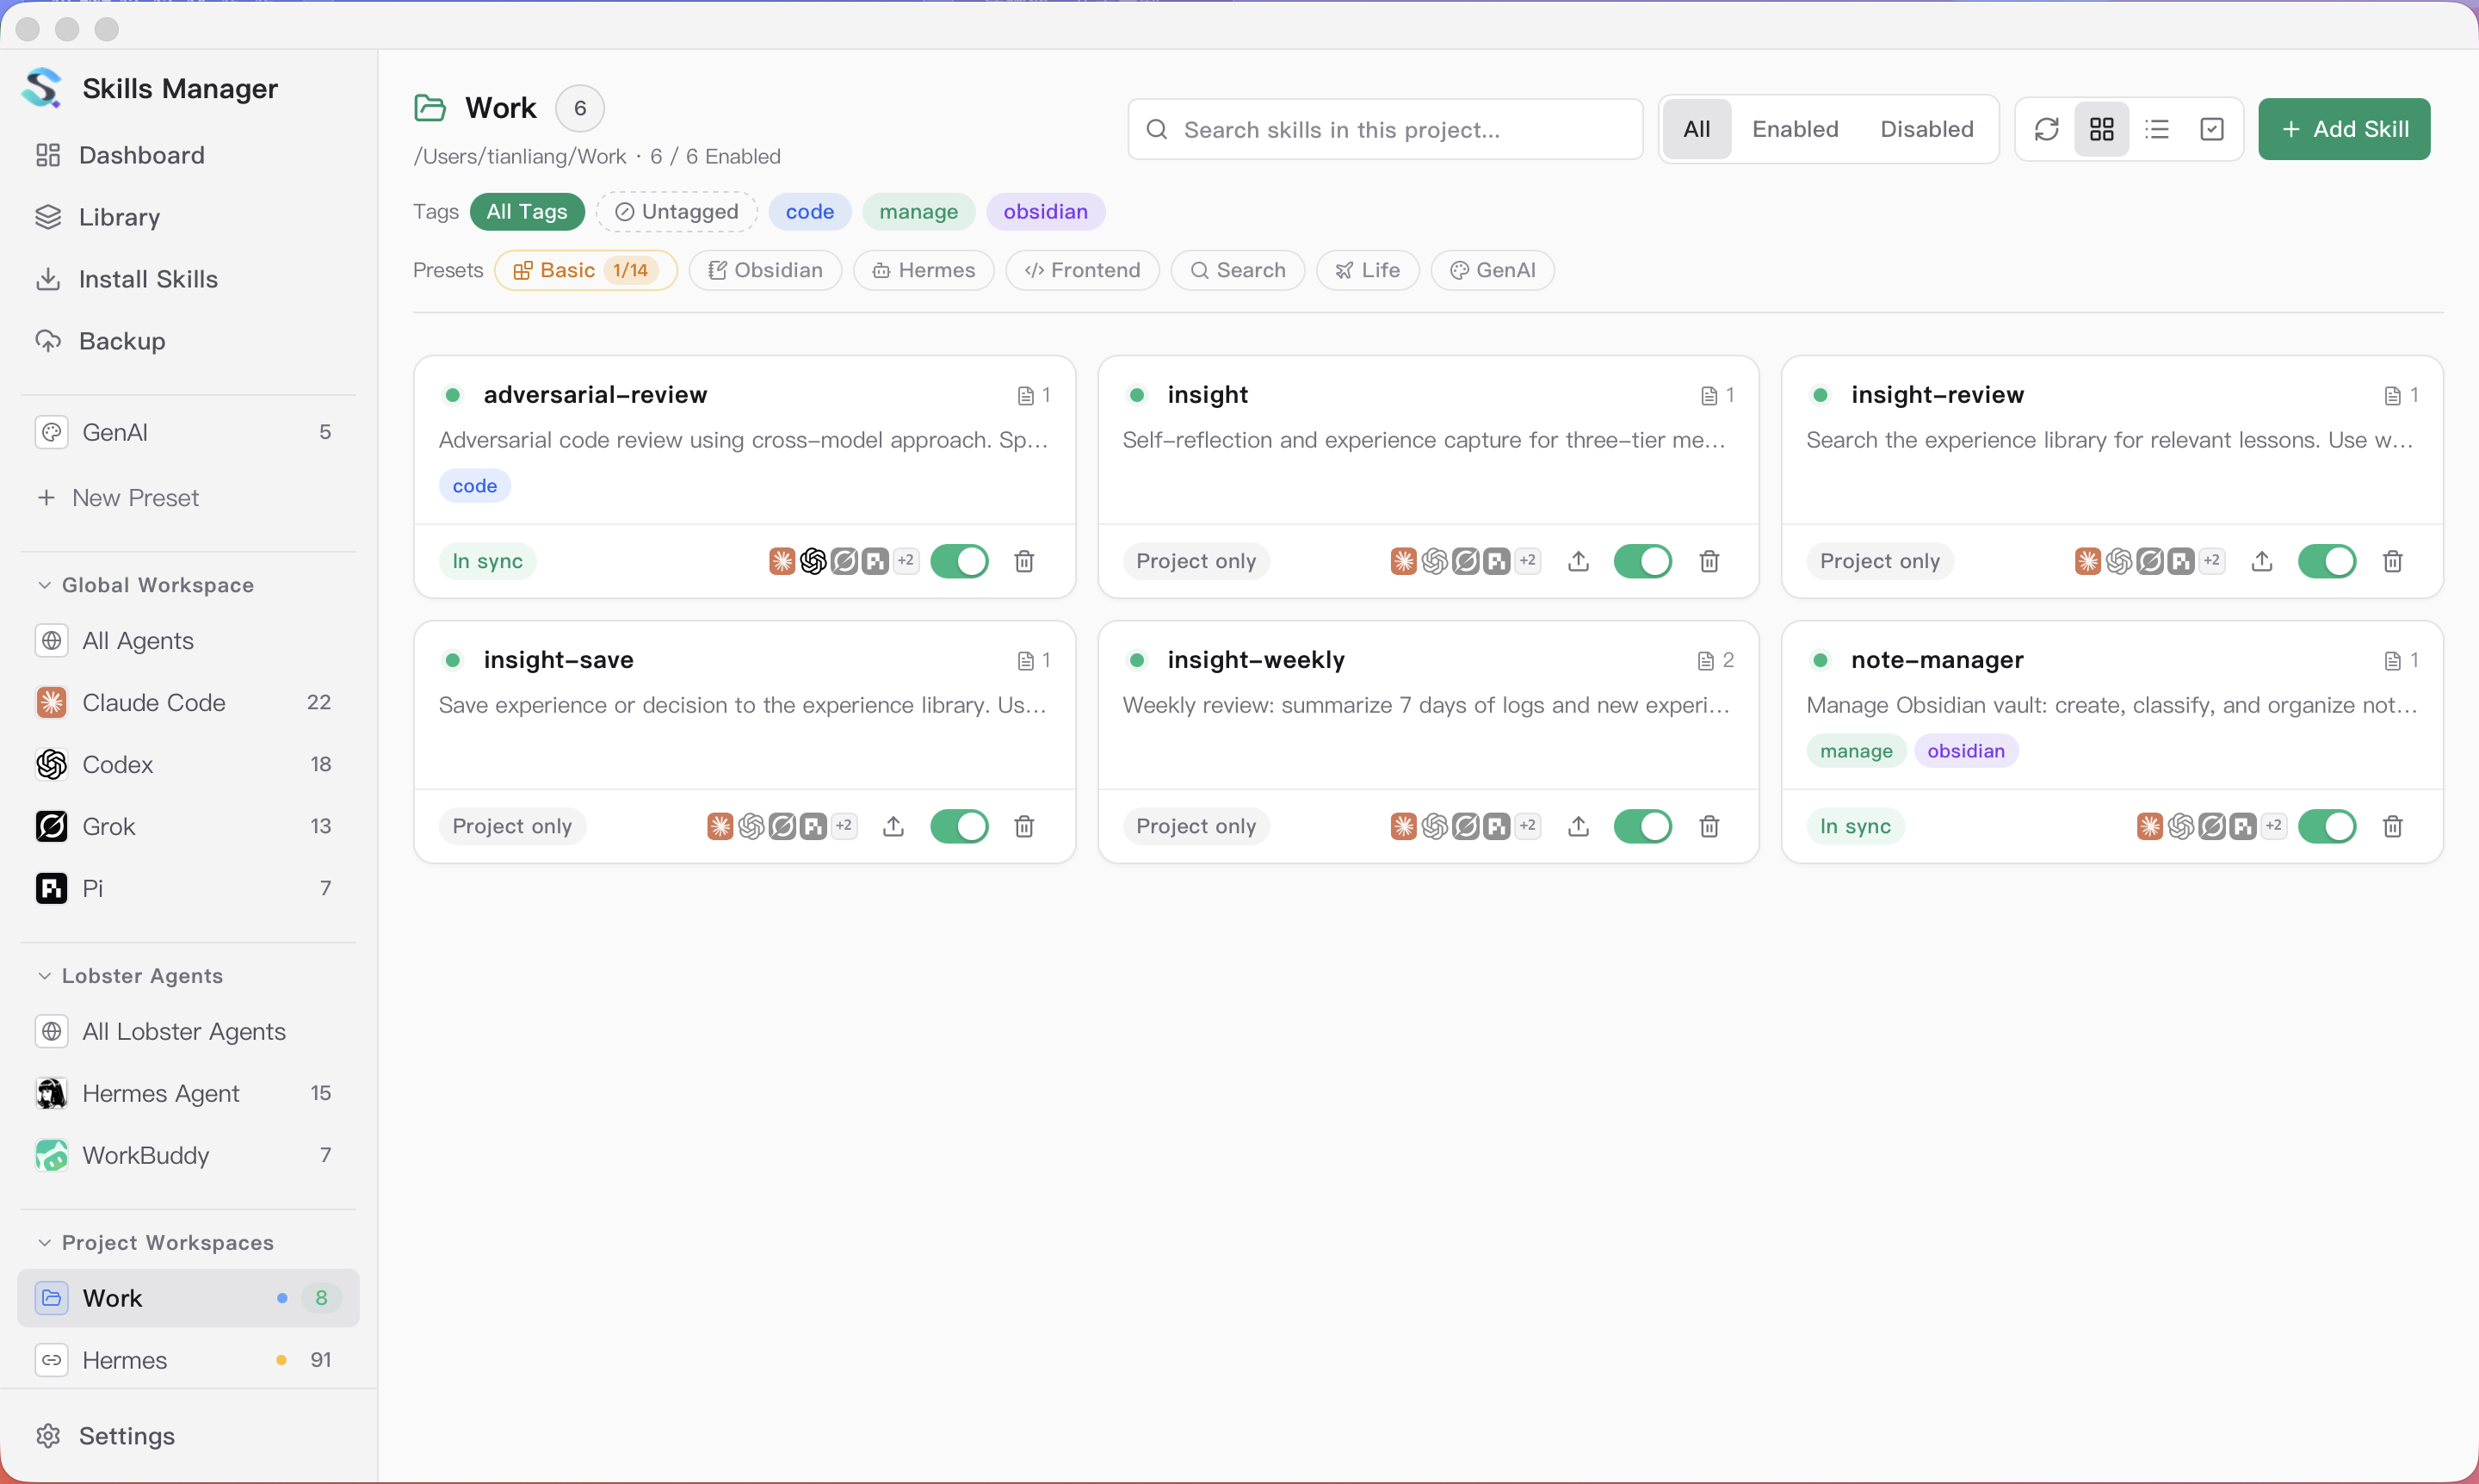 Skills Manager
Dashboard
Library
Install Skills
Backup
GenAI 5
New Preset
Global Workspace
All Agents
Claude Code 22
Codex 18
Grok 13
Pi 7
Lobster Agents
All Lobster Agents
Hermes Agent 15
WorkBuddy 7
Project Workspaces
Work 8
Hermes 91
Settings
Work 6
/Users/tianliang/Work · 6 / 6 Enabled
Search skills in this project...
All Enabled Disabled
+ Add Skill
Tags All Tags Untagged code manage obsidian
Presets Basic 1/14 Obsidian Hermes Frontend Search Life GenAI
adversarial-review 1
Adversarial code review using cross-model approach. Sp...
code
In sync +2
insight 1
Self-reflection and experience capture for three-tier me...
Project only +2
insight-review 1
Search the experience library for relevant lessons. Use w...
Project only +2
insight-save 1
Save experience or decision to the experience library. Us...
Project only +2
insight-weekly 2
Weekly review: summarize 7 days of logs and new experi...
Project only +2
note-manager 1
Manage Obsidian vault: create, classify, and organize not...
manage obsidian
In sync +2